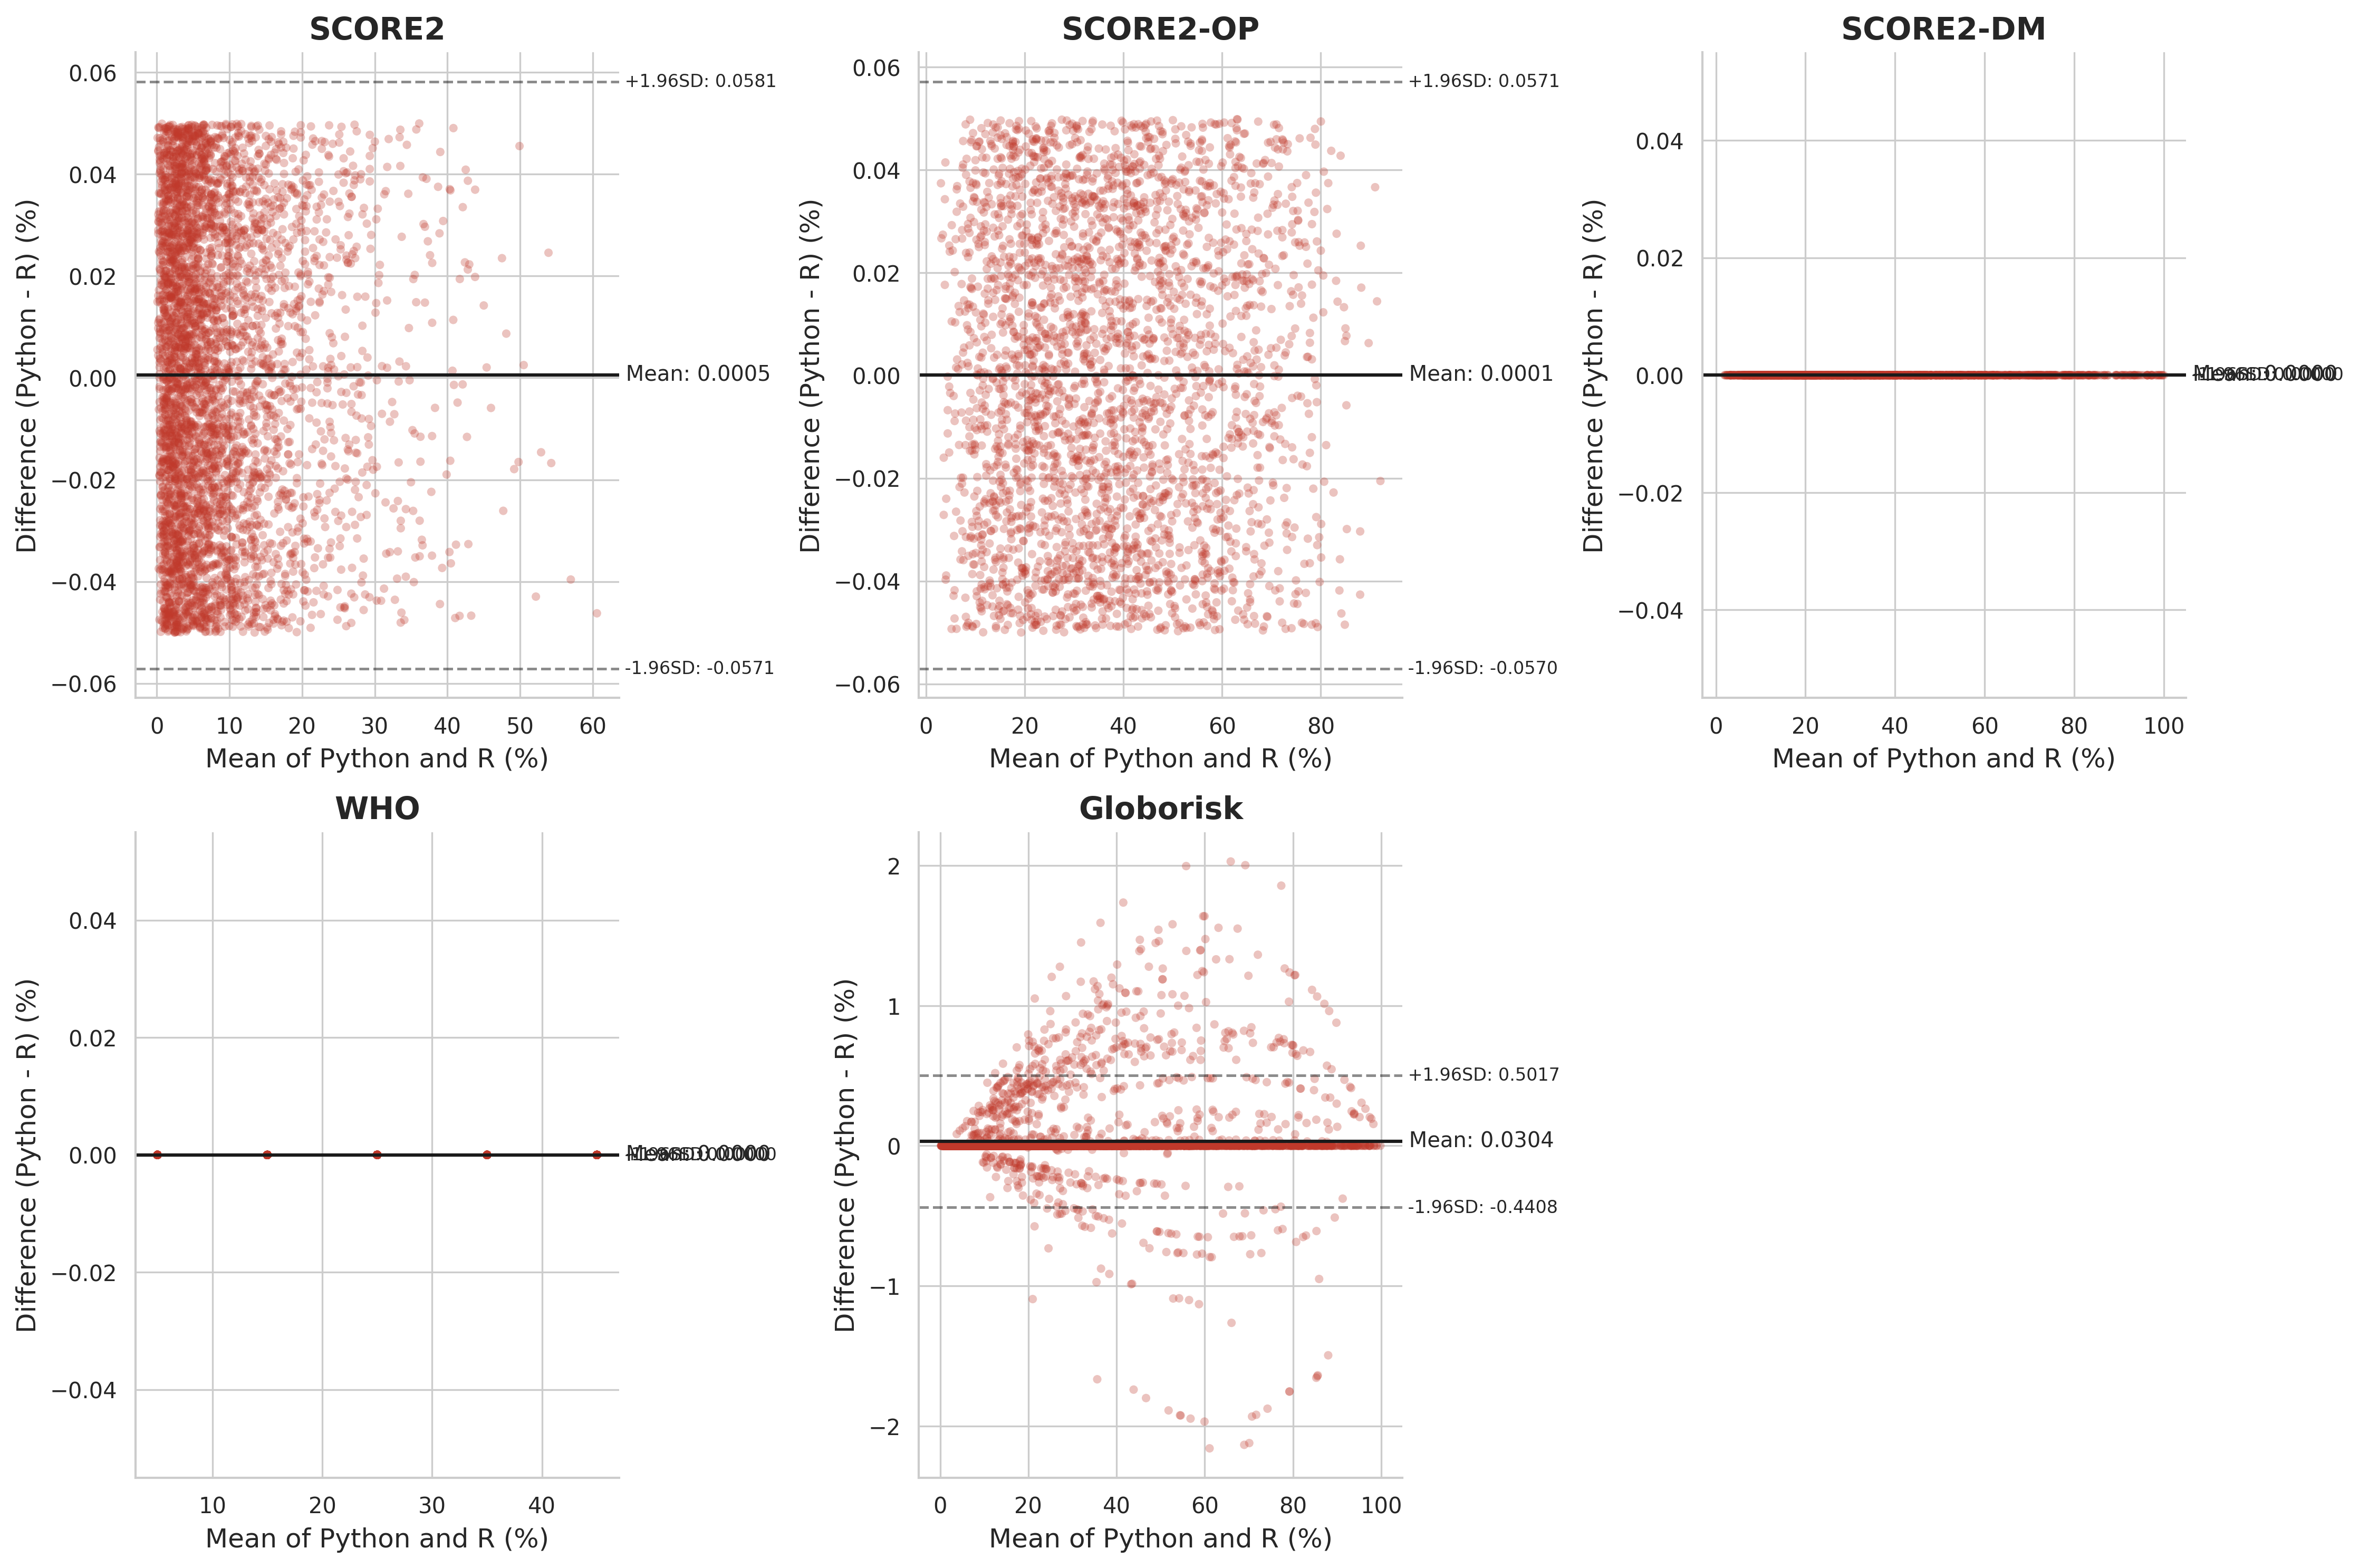 SCORE2
0.06
0.04
0.02
0.00
−0.02
−0.04
−0.06
Difference (Python - R) (%)
+1.96SD: 0.0581
Mean: 0.0005
-1.96SD: -0.0571
0 10 20 30 40 50 60
Mean of Python and R (%)
SCORE2-OP
0.06
0.04
0.02
0.00
−0.02
−0.04
−0.06
Difference (Python - R) (%)
+1.96SD: 0.0571
Mean: 0.0001
-1.96SD: -0.0570
0 20 40 60 80
Mean of Python and R (%)
SCORE2-DM
0.04
0.02
0.00
−0.02
−0.04
Difference (Python - R) (%)
0 20 40 60 80 100
Mean of Python and R (%)
WHO
0.04
0.02
0.00
−0.02
−0.04
Difference (Python - R) (%)
10 20 30 40
Mean of Python and R (%)
Globorisk
2
1
0
−1
−2
Difference (Python - R) (%)
+1.96SD: 0.5017
Mean: 0.0304
-1.96SD: -0.4408
0 20 40 60 80 100
Mean of Python and R (%)